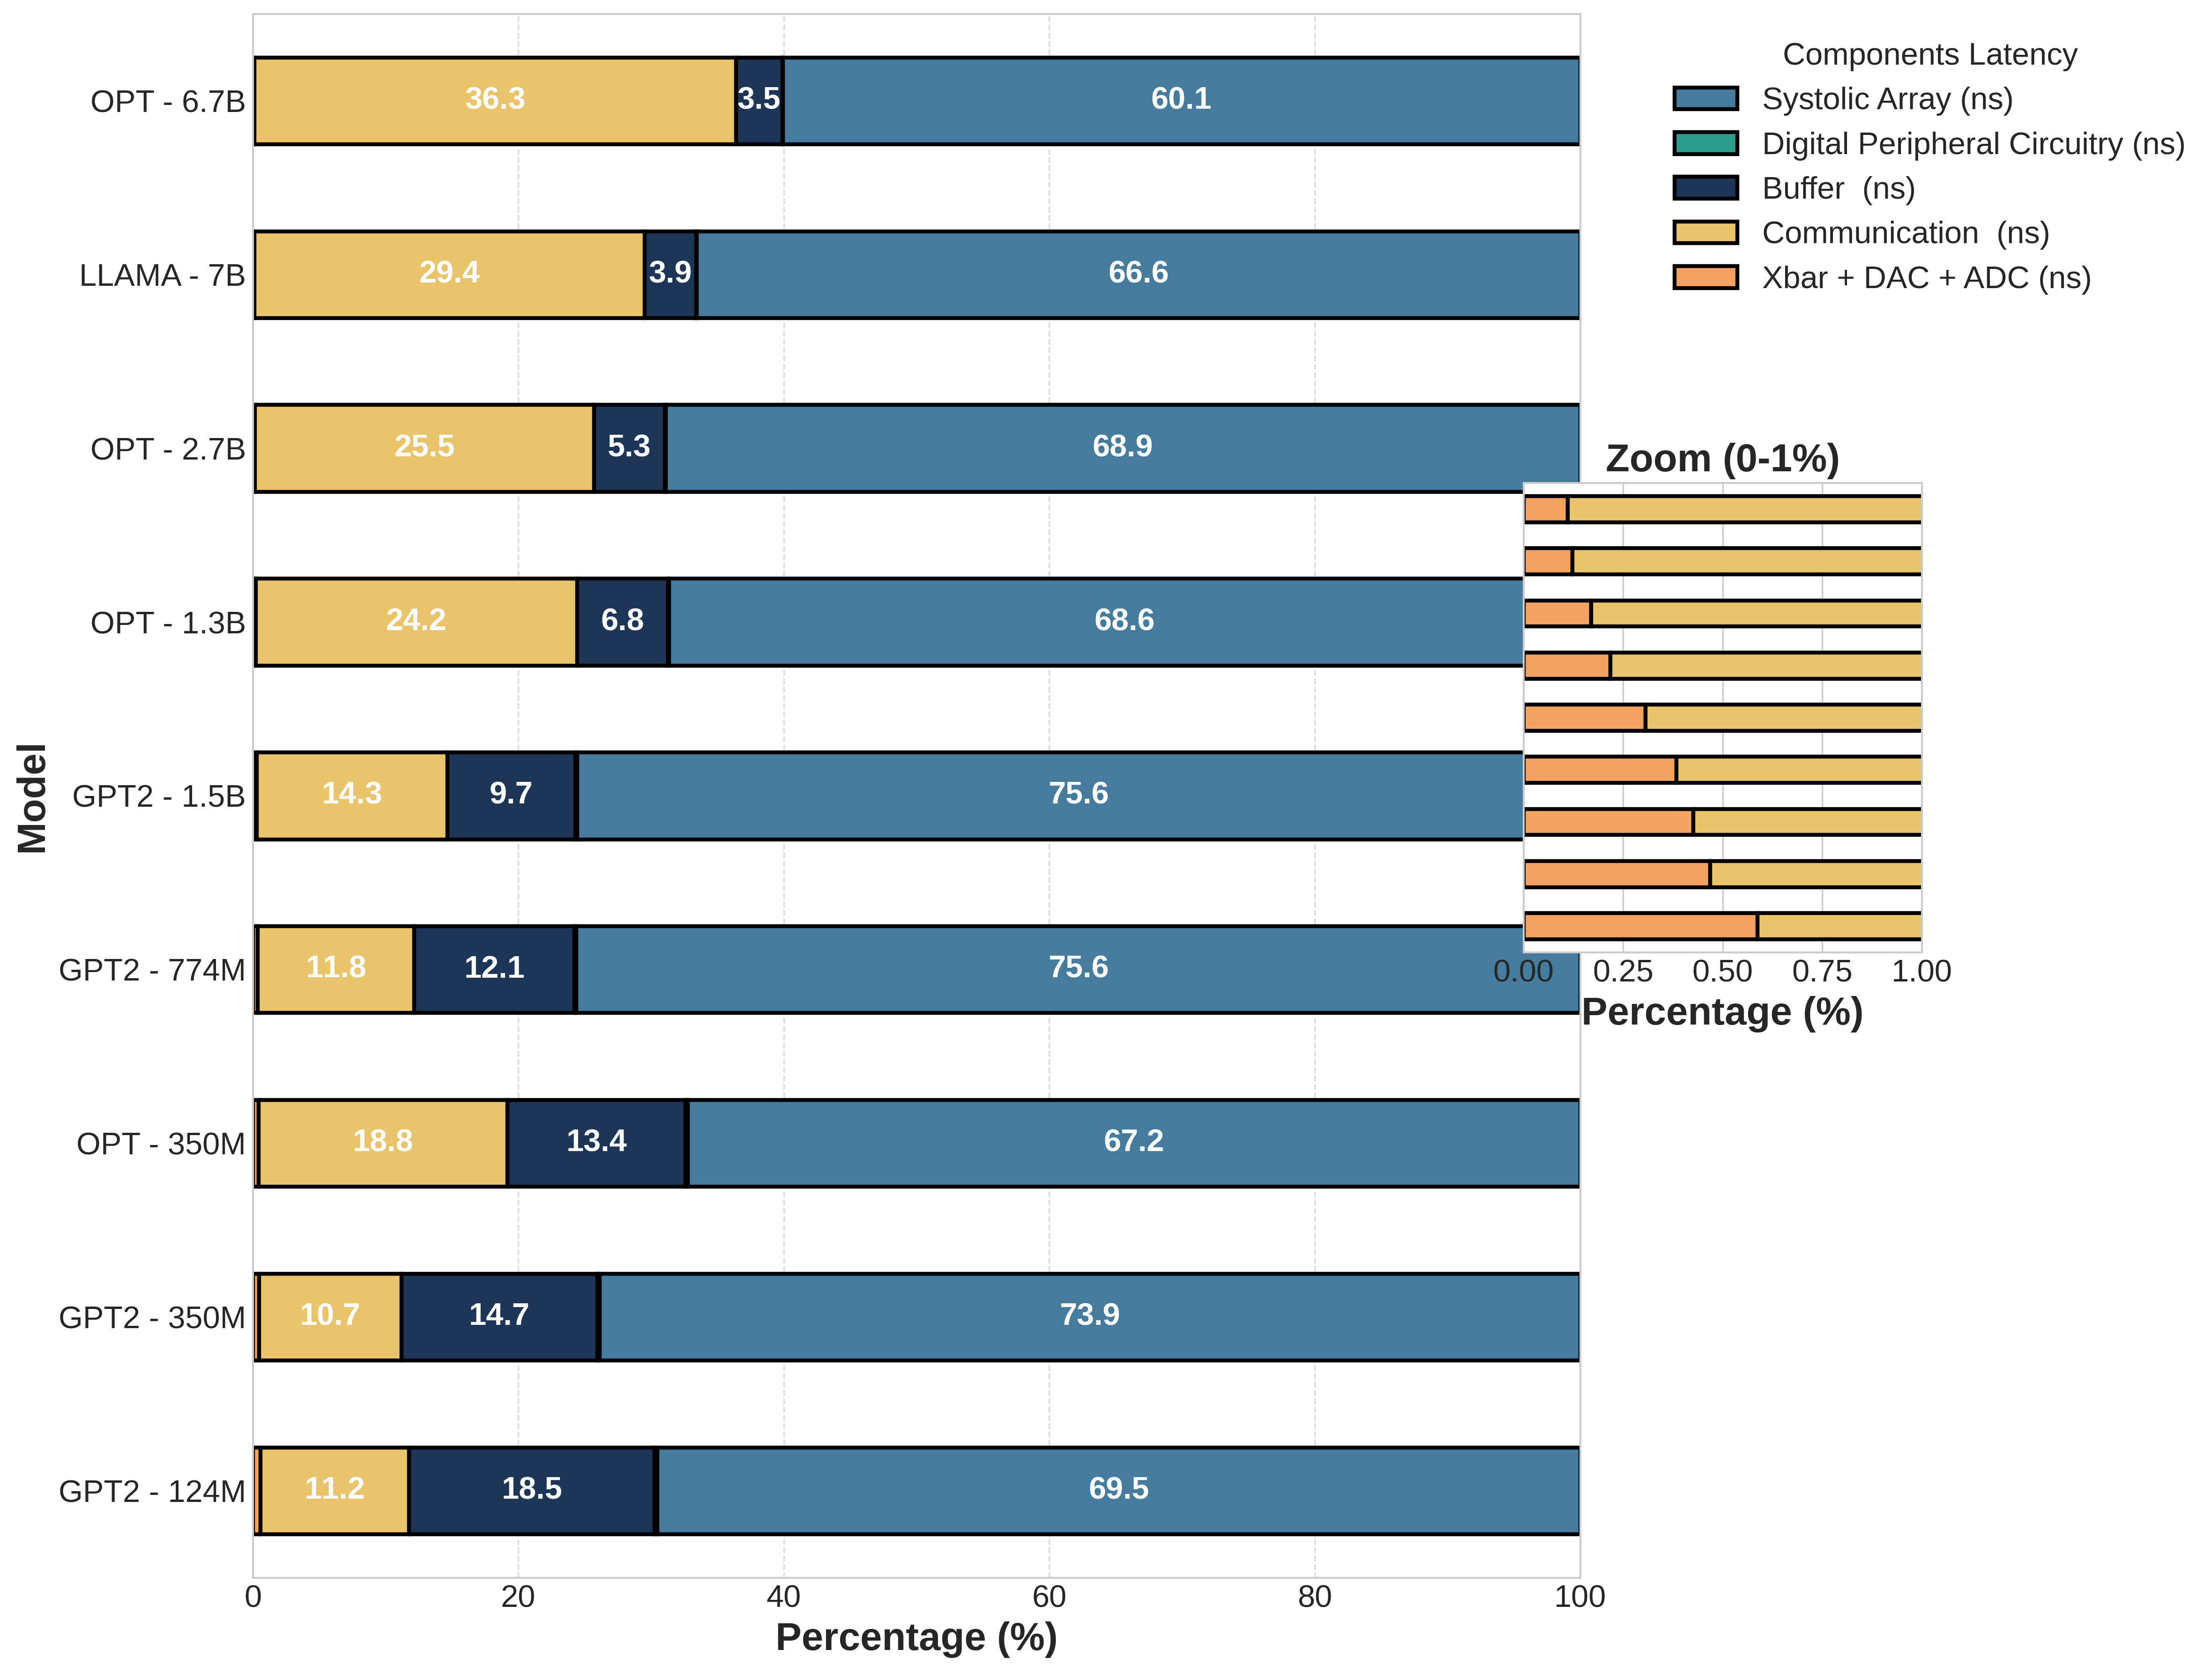 Components Latency
Systolic Array (ns)
Digital Peripheral Circuitry (ns)
Buffer  (ns)
Communication  (ns)
Xbar + DAC + ADC (ns)
Model
OPT - 6.7B 36.3 3.5 60.1
LLAMA - 7B 29.4 3.9 66.6
OPT - 2.7B 25.5 5.3 68.9
OPT - 1.3B 24.2 6.8 68.6
GPT2 - 1.5B 14.3 9.7 75.6
GPT2 - 774M 11.8 12.1 75.6
OPT - 350M 18.8 13.4 67.2
GPT2 - 350M 10.7 14.7 73.9
GPT2 - 124M 11.2 18.5 69.5
0 20 40 60 80 100
Percentage (%)
Zoom (0-1%)
0.00 0.25 0.50 0.75 1.00
Percentage (%)